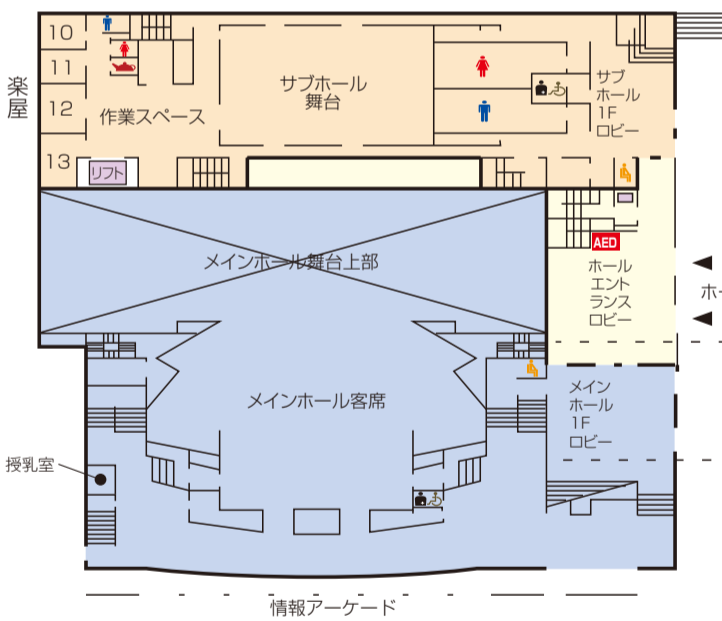 10
11
12
13
楽屋
作業スペース
リフト
サブホール
舞台
サブ
ホール
1F
ロビー
AED
メインホール舞台上部
ホール
エント
ランス
ロビー
ホー
メインホール客席
メイン
ホール
1F
ロビー
授乳室
情報アーケード